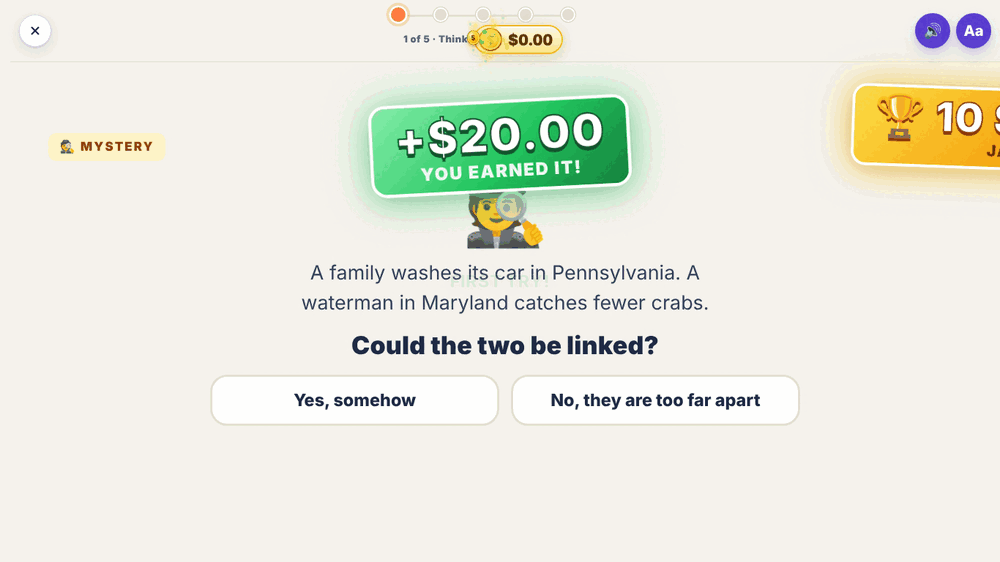 1 of 5 · Think
$0.00
Aa
+$20.00
YOU EARNED IT!
10
MYSTERY
FIRST TRY!
A family washes its car in Pennsylvania. A
waterman in Maryland catches fewer crabs.
Could the two be linked?
Yes, somehow
No, they are too far apart